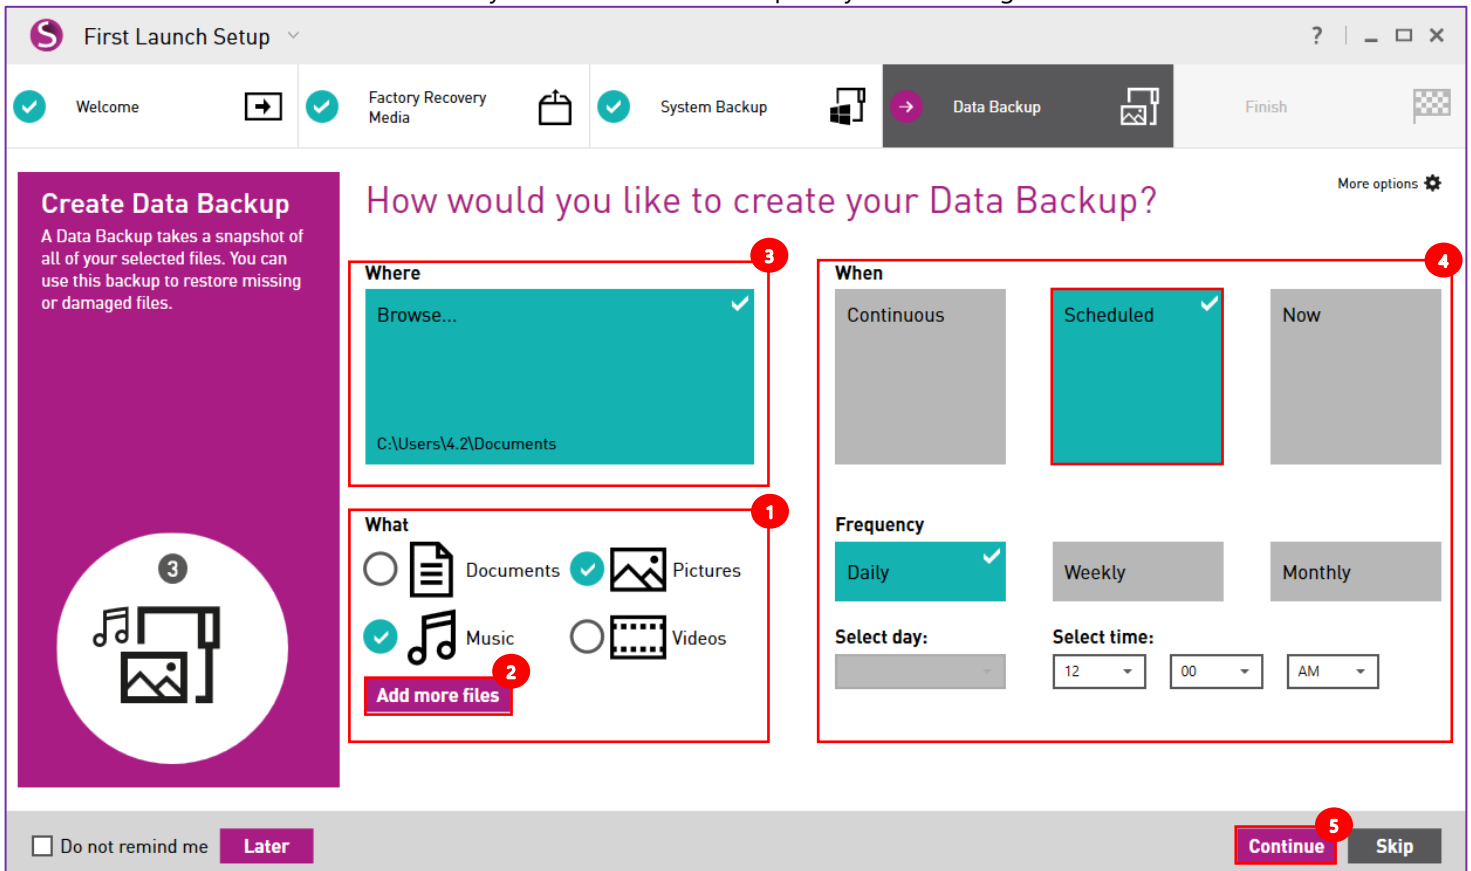 First Launch Setup
?
Welcome
Factory Recovery
Media
System Backup
Data Backup
Finish
Create Data Backup
A Data Backup takes a snapshot of
all of your selected files. You can
use this backup to restore missing
or damaged files.
3
How would you like to create your Data Backup?
More options
3
Where
Browse...
C:\Users\4.2\Documents
1
What
Documents
Pictures
Music
Videos
2
Add more files
4
When
Continuous
Scheduled
Now
Frequency
Daily
Weekly
Monthly
Select day:
Select time:
12
00
AM
Do not remind me
Later
5
Continue
Skip